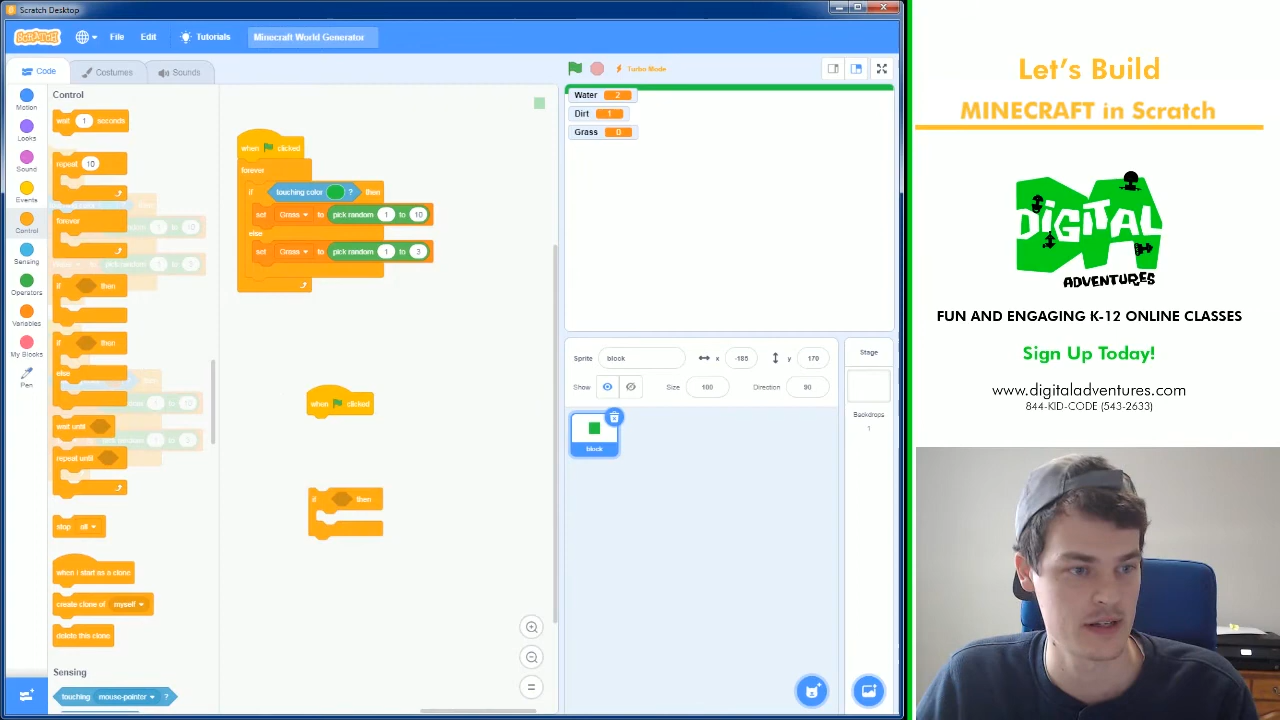 Scratch Desktop
SCRATCH
File
Edit
Tutorials
Minecraft World Generator
Code
Costumes
Sounds
Turbo Mode
Motion
Looks
Sound
Events
Control
Sensing
Operators
Variables
My Blocks
Pen
Control
wait 1 seconds
repeat 10
forever
if then
if then
else
wait until
repeat until
stop all
when I start as a clone
create clone of myself
delete this clone
Sensing
touching mouse-pointer ?
when clicked
forever
if touching color ? then
set Grass to pick random 1 to 10
else
set Grass to pick random 1 to 3
when clicked
if then
Water 2
Dirt 1
Grass 0
Sprite block x -185 y 170
Show Size 100 Direction 90
block
Stage
Backdrops
1
Let's Build
MINECRAFT in Scratch
DIGITAL
ADVENTURES
FUN AND ENGAGING K-12 ONLINE CLASSES
Sign Up Today!
www.digitaladventures.com
844-KID-CODE (543-2633)